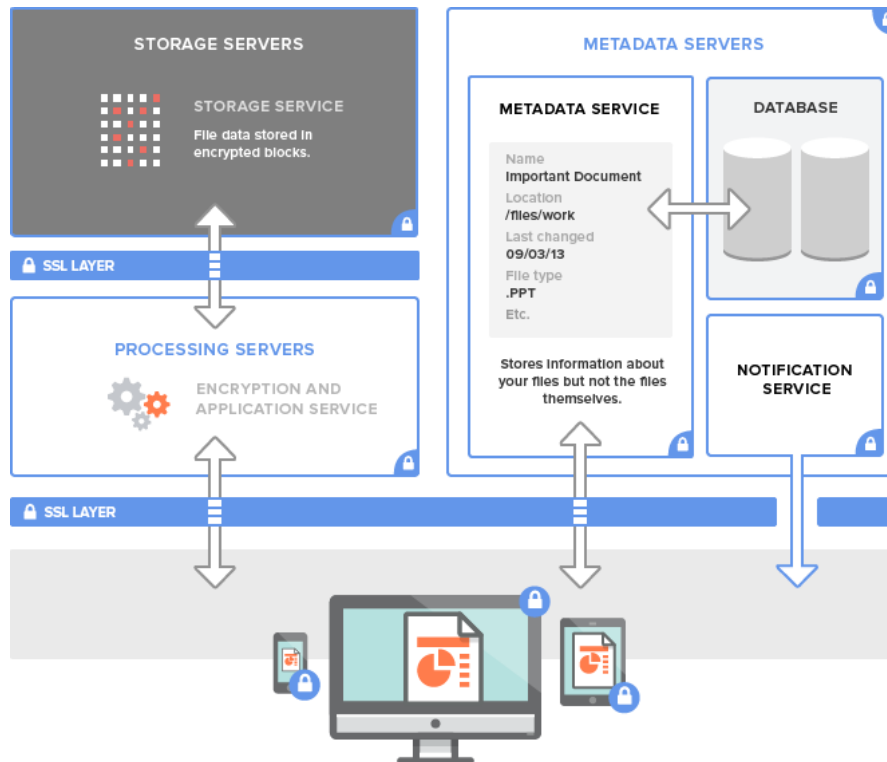 STORAGE SERVERS
STORAGE SERVICE
File data stored in
encrypted blocks.
SSL LAYER
PROCESSING SERVERS
ENCRYPTION AND
APPLICATION SERVICE
METADATA SERVERS
METADATA SERVICE
Name
Important Document
Location
/files/work
Last changed
09/03/13
File type
.PPT
Etc.
Stores information about
your files but not the files
themselves.
DATABASE
NOTIFICATION
SERVICE
SSL LAYER